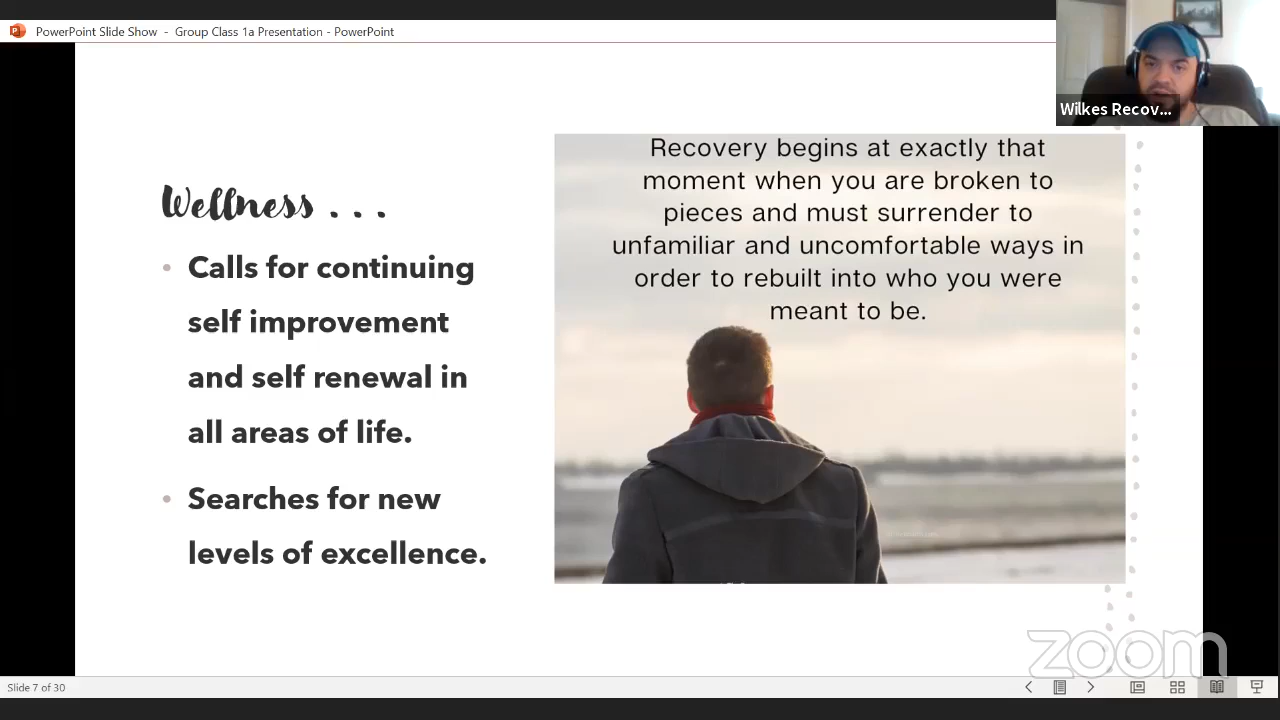 PowerPoint Slide Show - Group Class 1a Presentation - PowerPoint
Wilkes Recov...
Wellness . . .
• Calls for continuing
self improvement
and self renewal in
all areas of life.
• Searches for new
levels of excellence.
Recovery begins at exactly that
moment when you are broken to
pieces and must surrender to
unfamiliar and uncomfortable ways in
order to rebuilt into who you were
meant to be.
zoom
Slide 7 of 30